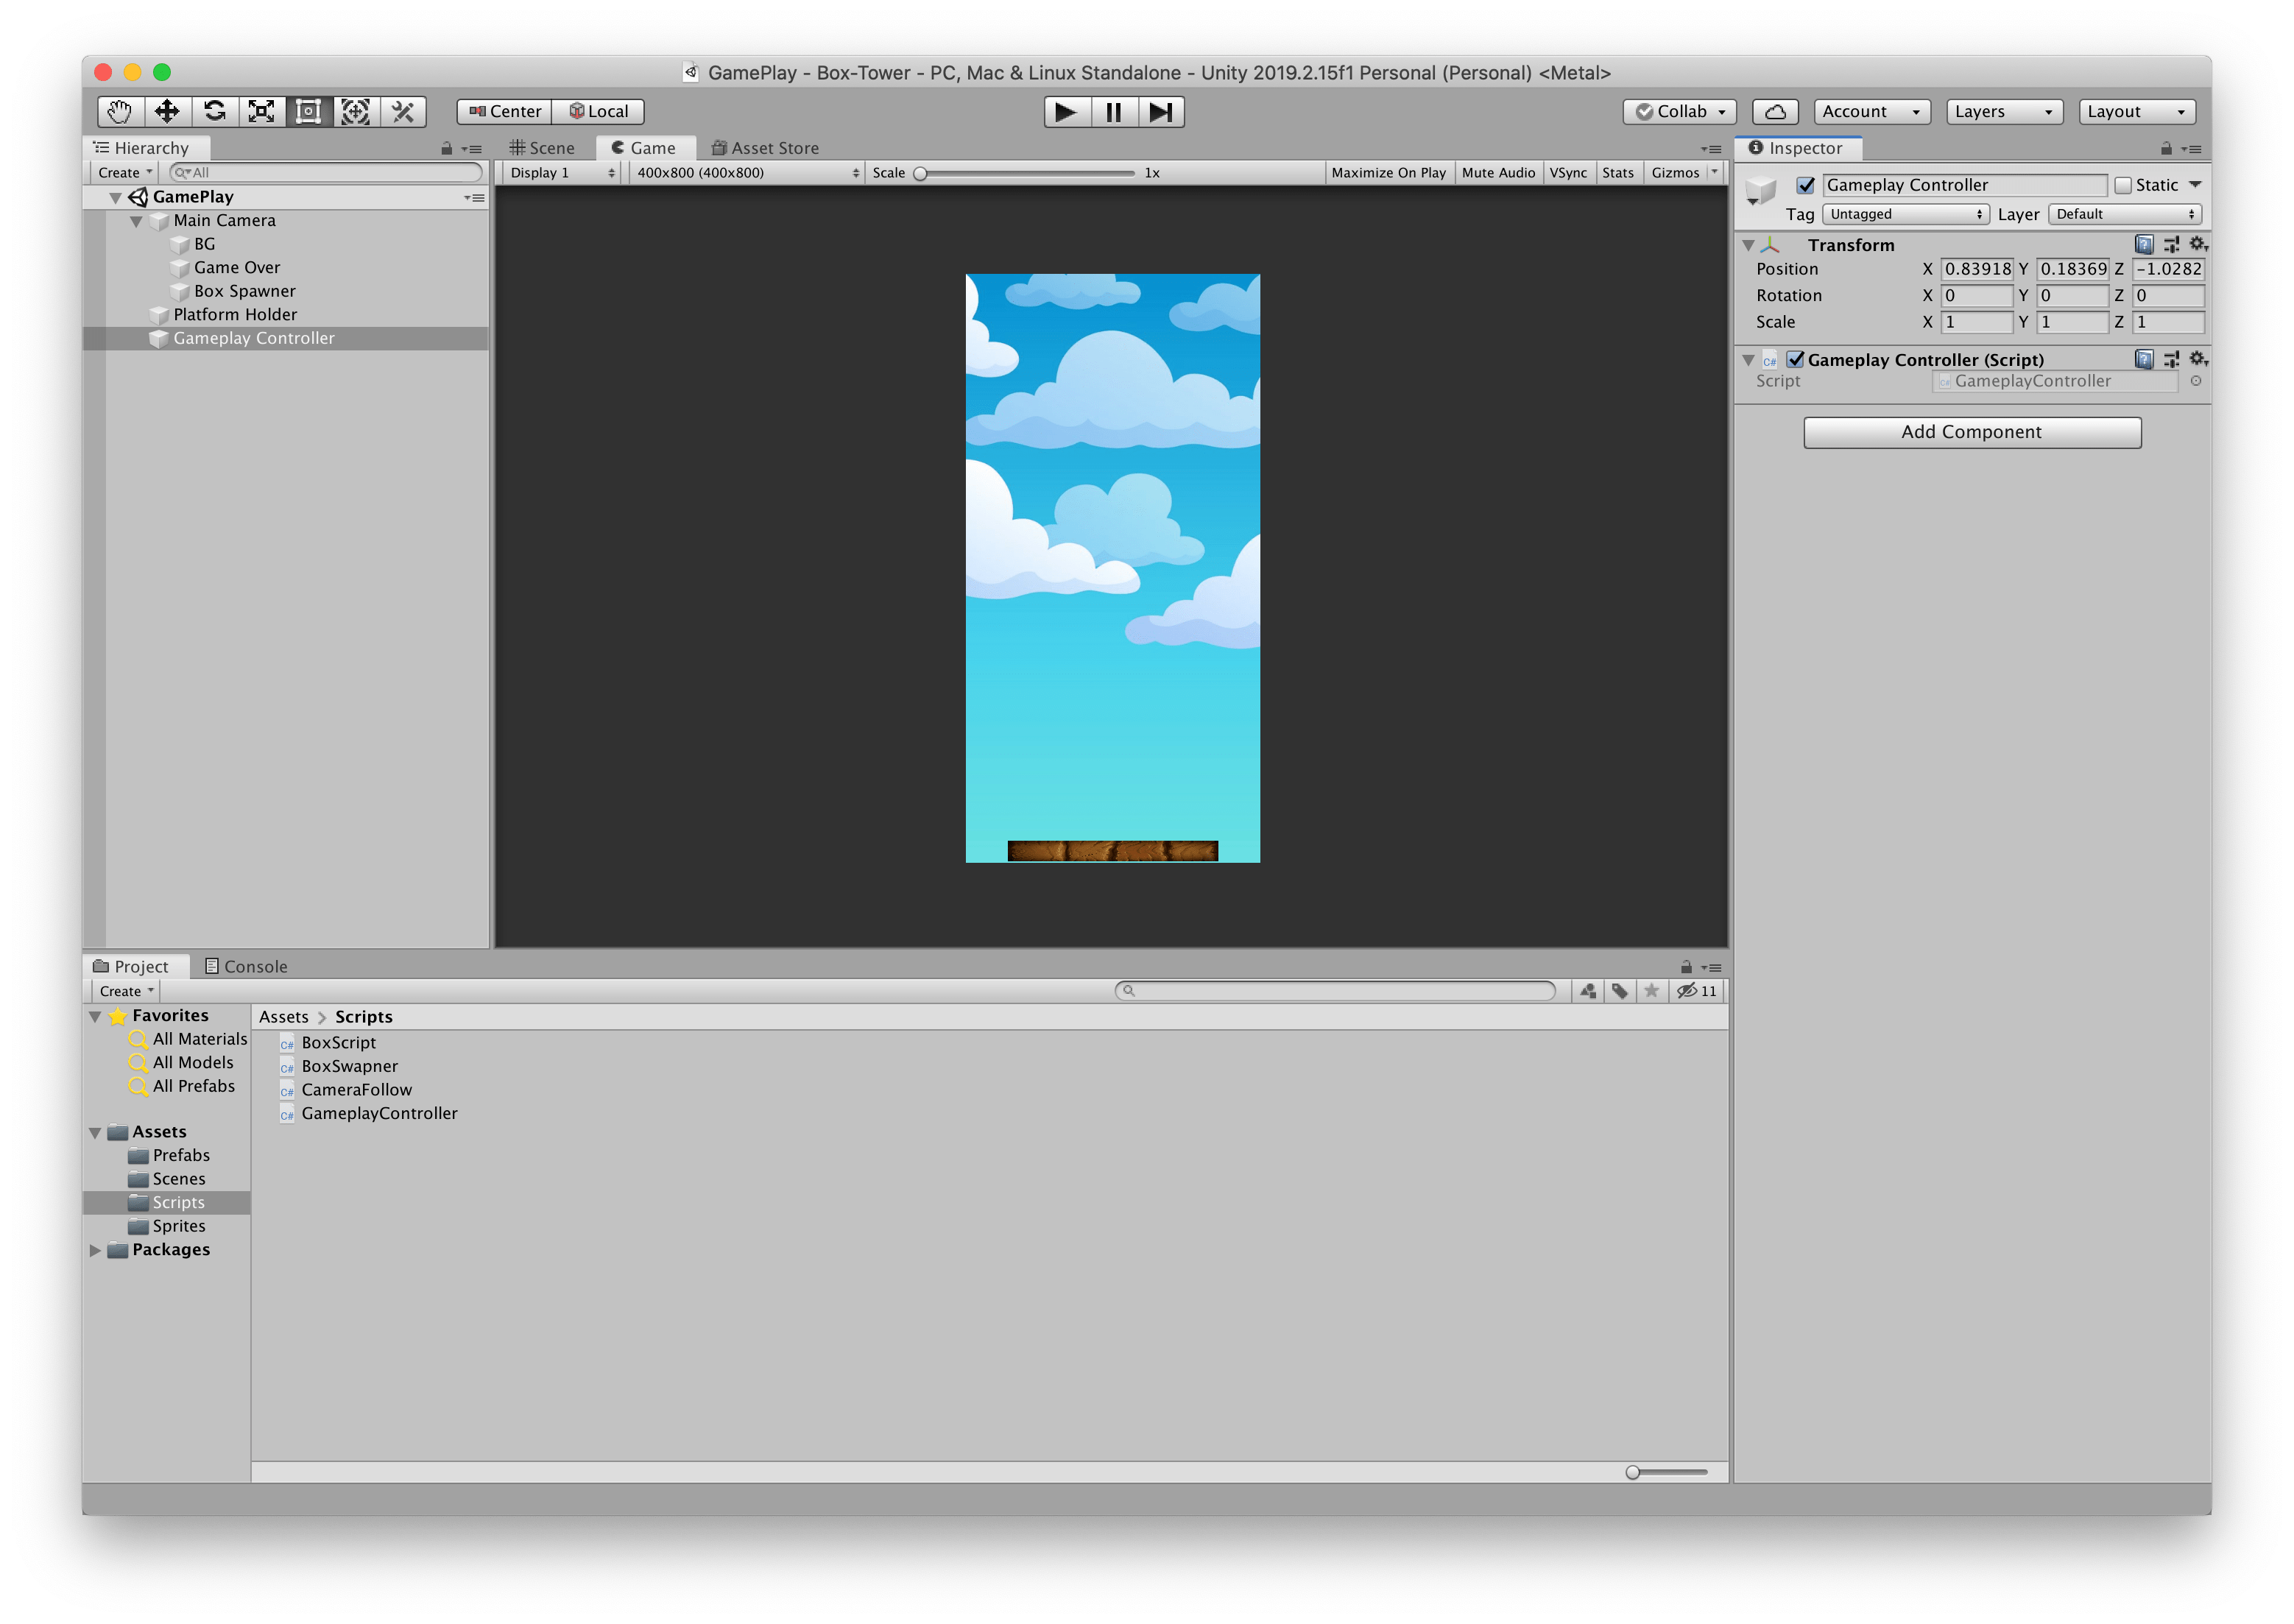 GamePlay - Box-Tower - PC, Mac & Linux Standalone - Unity 2019.2.15f1 Personal (Personal) <Metal>
Center Local Collab Account Layers Layout
Hierarchy
Create All
GamePlay
Main Camera
BG
Game Over
Box Spawner
Platform Holder
Gameplay Controller
Scene Game Asset Store
Display 1 400x800 (400x800) Scale 1x Maximize On Play Mute Audio VSync Stats Gizmos
Inspector
Gameplay Controller Static
Tag Untagged Layer Default
Transform
Position X 0.83918 Y 0.18369 Z -1.0282
Rotation X 0 Y 0 Z 0
Scale X 1 Y 1 Z 1
C# Gameplay Controller (Script)
Script GameplayController
Add Component
Project Console
Create 11
Favorites
All Materials
All Models
All Prefabs
Assets
Prefabs
Scenes
Scripts
Sprites
Packages
Assets > Scripts
C# BoxScript
C# BoxSwapner
C# CameraFollow
C# GameplayController